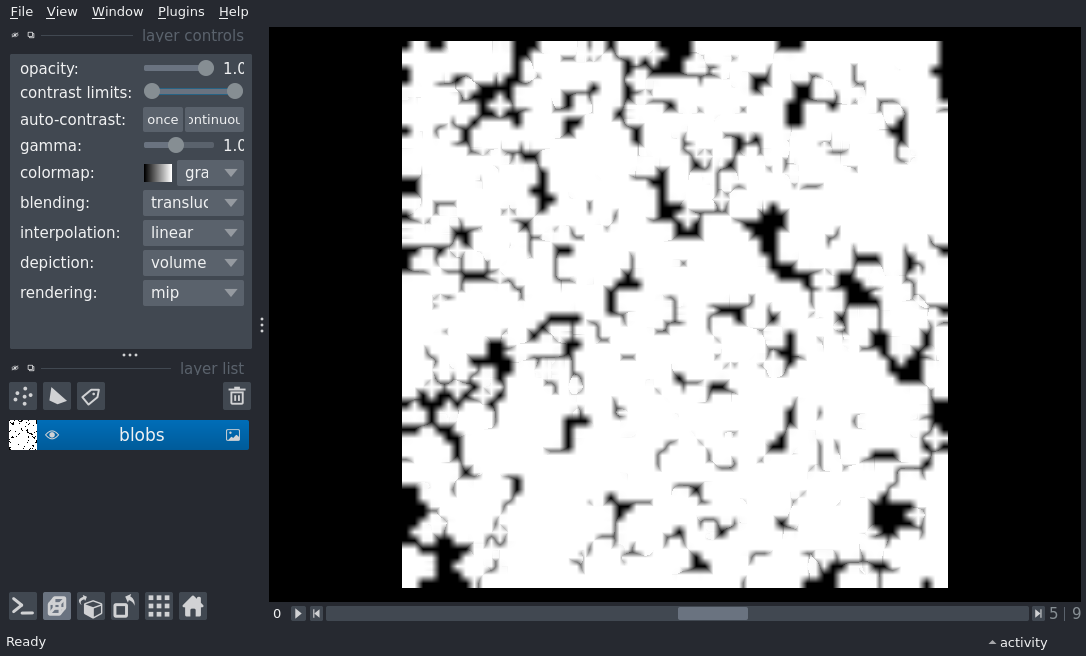 File View Window Plugins Help
layer controls
opacity: 1.0
contrast limits:
auto-contrast: once ontinuou
gamma: 1.0
colormap: gra
blending: transluc
interpolation: linear
depiction: volume
rendering: mip
layer list
blobs
0 5 | 9
Ready activity